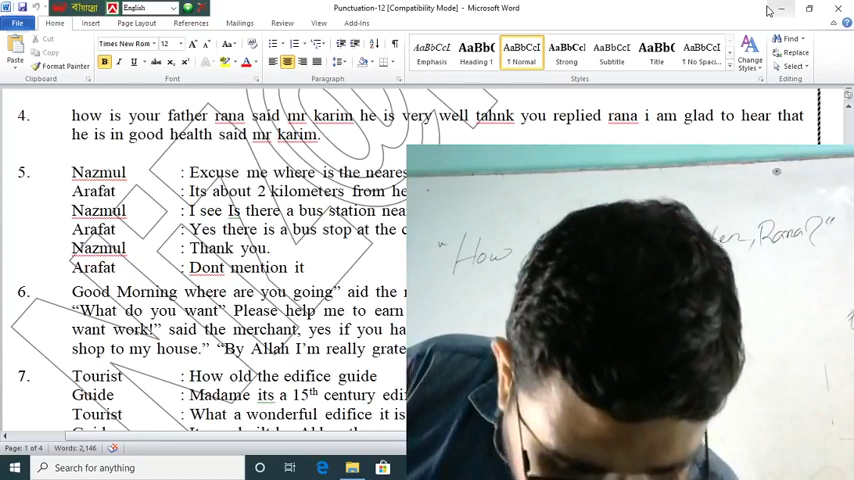 Punctuation-12 [Compatibility Mode] - Microsoft Word
English
File Home Insert Page Layout References Mailings Review View Add-Ins
Paste
Cut
Copy
Format Painter
Times New Rom 12
AaBbCcI AaBbC AaBbCcI AaBbCcI AaBbCcI AaBbC AaBbCcI
Emphasis Heading 1 ¶ Normal Strong Subtitle Title ¶ No Spaci...
Change Styles
Find
Replace
Select
Clipboard Font Paragraph Styles Editing
4. how is your father rana said mr karim he is very well tahnk you replied rana i am glad to hear that
he is in good health said mr karim.
5. Nazmul : Excuse me where is the neares
Arafat : Its about 2 kilometers from he
Nazmul : I see Is there a bus station nea
Arafat : Yes there is a bus stop at the c
Nazmul : Thank you.
Arafat : Dont mention it
6. Good Morning where are you going” aid the
“What do you want” Please help me to earn
want work!” said the merchant, yes if you ha
shop to my house.” “By Allah I’m really grate
7. Tourist : How old the edifice guide
Guide : Madame its a 15th century edi
Tourist : What a wonderful edifice it is
"How
Rana?"
Page: 1 of 4 Words: 2,146
Search for anything